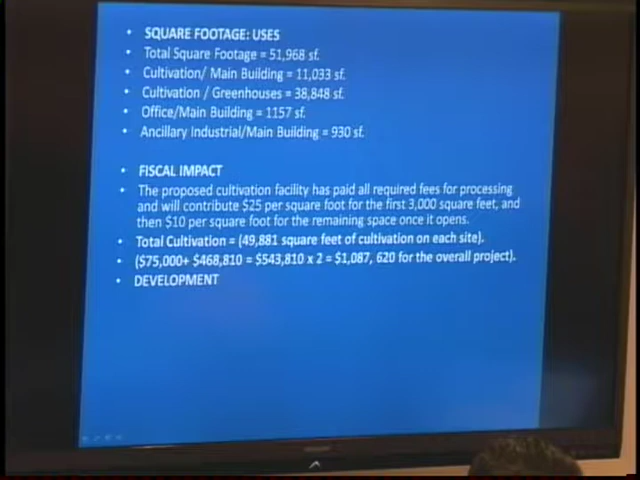 • SQUARE FOOTAGE: USES
• Total Square Footage = 51,968 sf.
• Cultivation/ Main Building = 11,033 sf.
• Cultivation / Greenhouses = 38,848 sf.
• Office/Main Building = 1157 sf.
• Ancillary Industrial/Main Building = 930 sf.
• FISCAL IMPACT
• The proposed cultivation facility has paid all required fees for processing
and will contribute $25 per square foot for the first 3,000 square feet, and
then $10 per square foot for the remaining space once it opens.
• Total Cultivation = (49,881 square feet of cultivation on each site).
• ($75,000+ $468,810 = $543,810 x 2 = $1,087, 620 for the overall project).
• DEVELOPMENT